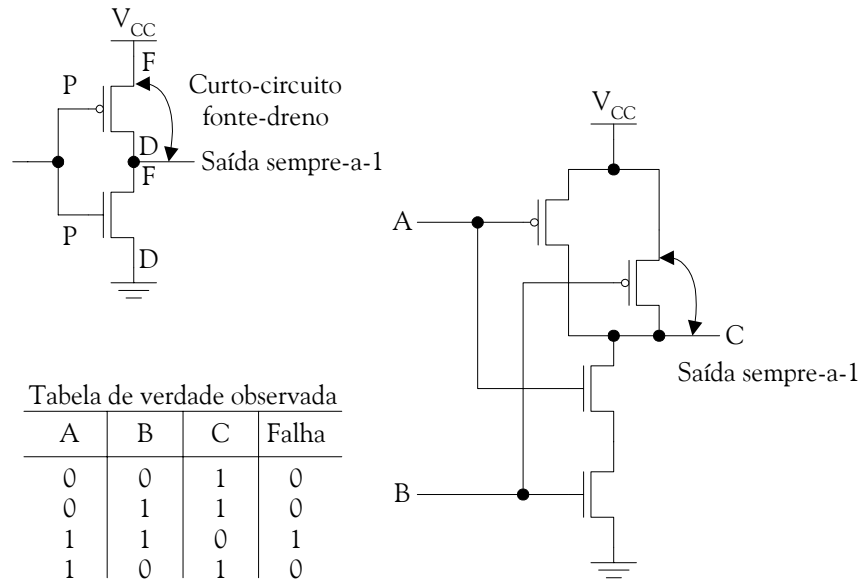 V_CC
F
P
Curto-circuito
fonte-dreno
D
F
Saída sempre-a-1
P
D
V_CC
A
C
Saída sempre-a-1
B
Tabela de verdade observada
A B C Falha
0 0 1 0
0 1 1 0
1 1 0 1
1 0 1 0